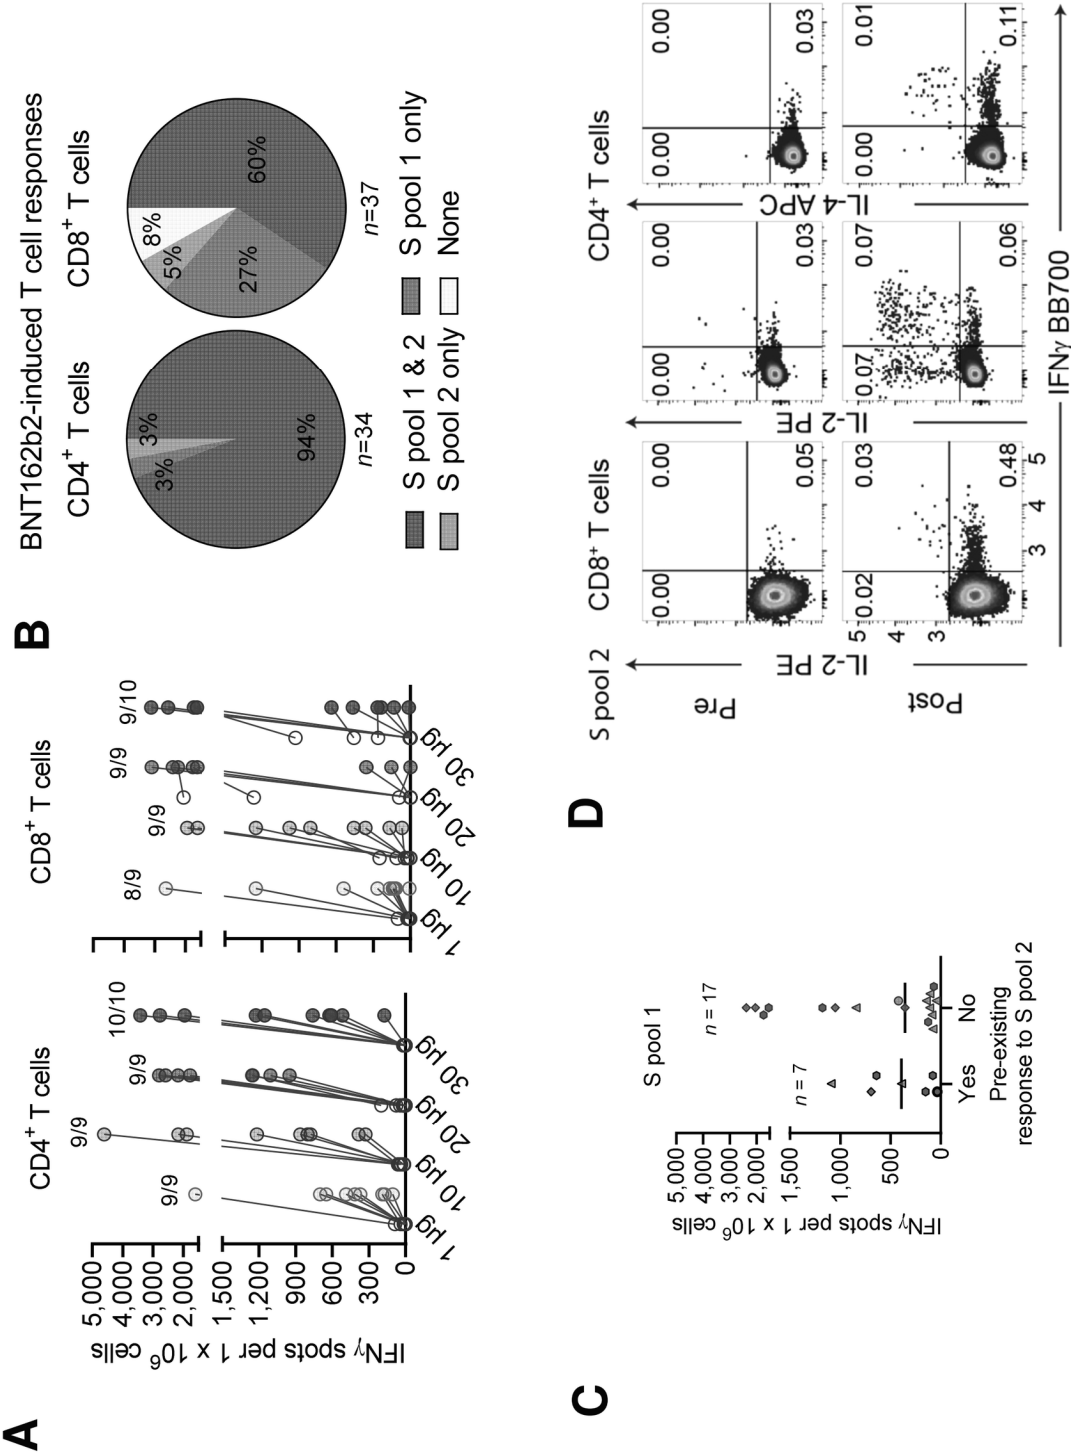 A
CD4+ T cells
CD8+ T cells
IFNγ spots per 1 x 10⁶ cells
5,000
4,000
3,000
2,000
1,500
1,200
900
600
300
0
9/9
9/9
9/9
10/10
8/9
9/9
9/9
9/10
1 µg
10 µg
20 µg
30 µg
1 µg
10 µg
20 µg
30 µg
B
BNT162b2-induced T cell responses
CD4+ T cells
CD8+ T cells
3%
3%
94%
8%
5%
27%
60%
n=34
n=37
S pool 1 & 2
S pool 1 only
S pool 2 only
None
C
S pool 1
IFNγ spots per 1 x 10⁶ cells
5,000
4,000
3,000
2,000
1,500
1,000
500
0
n = 7
n = 17
Yes
No
Pre-existing
response to S pool 2
D
S pool 2
CD8+ T cells
CD4+ T cells
Pre
0.00
0.00
0.05
0.00
0.00
0.03
0.00
0.00
0.03
Post
0.02
0.03
0.48
0.07
0.07
0.06
0.00
0.01
0.11
5
4
3
3
4
5
IL-2 PE
IL-2 PE
IL-2 PE
IL-2 PE
IL-4 APC
IL-4 APC
IFNγ BB700